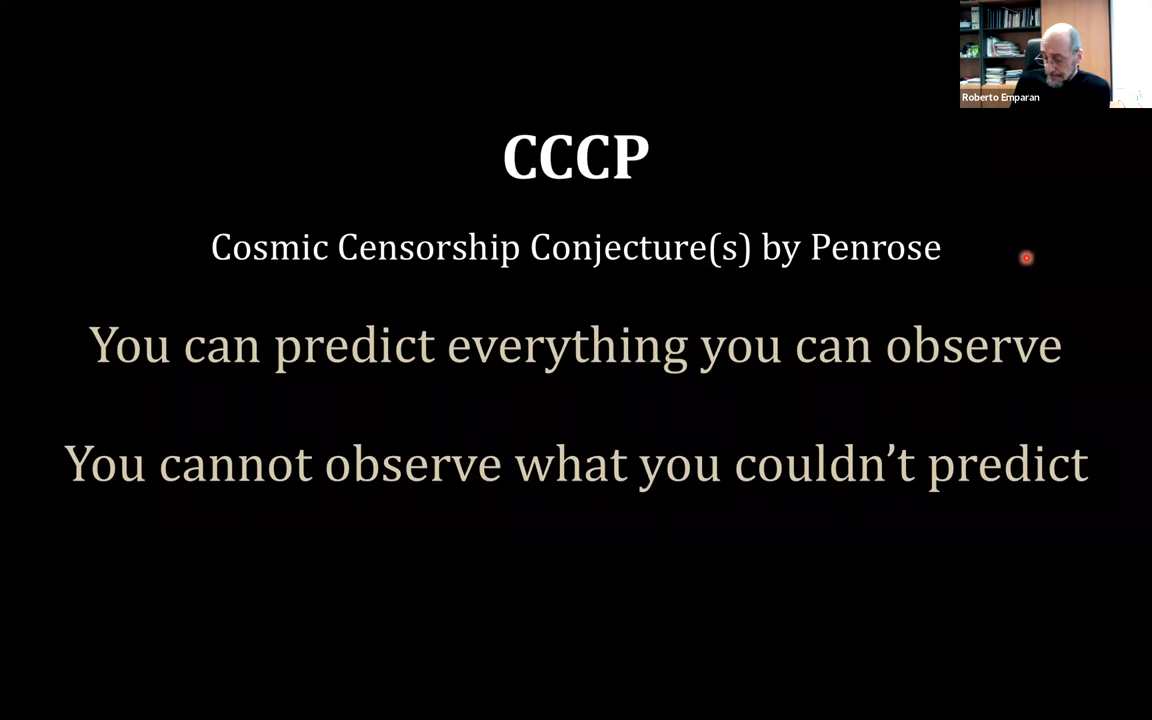 Roberto Emparan
CCCP
Cosmic Censorship Conjecture(s) by Penrose
You can predict everything you can observe
You cannot observe what you couldn’t predict